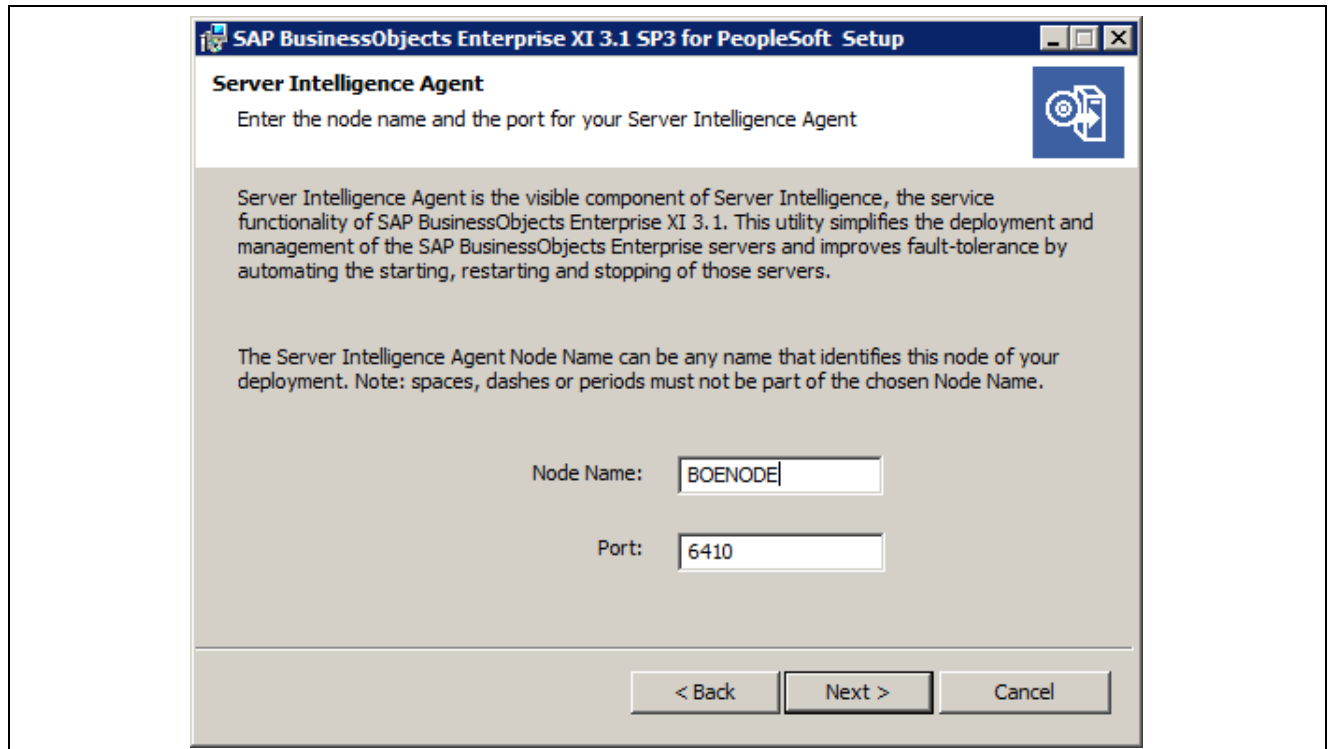 SAP BusinessObjects Enterprise XI 3.1 SP3 for PeopleSoft Setup
Server Intelligence Agent
Enter the node name and the port for your Server Intelligence Agent
Server Intelligence Agent is the visible component of Server Intelligence, the service
functionality of SAP BusinessObjects Enterprise XI 3.1. This utility simplifies the deployment and
management of the SAP BusinessObjects Enterprise servers and improves fault-tolerance by
automating the starting, restarting and stopping of those servers.
The Server Intelligence Agent Node Name can be any name that identifies this node of your
deployment. Note: spaces, dashes or periods must not be part of the chosen Node Name.
Node Name: BOENODE
Port: 6410
< Back Next > Cancel